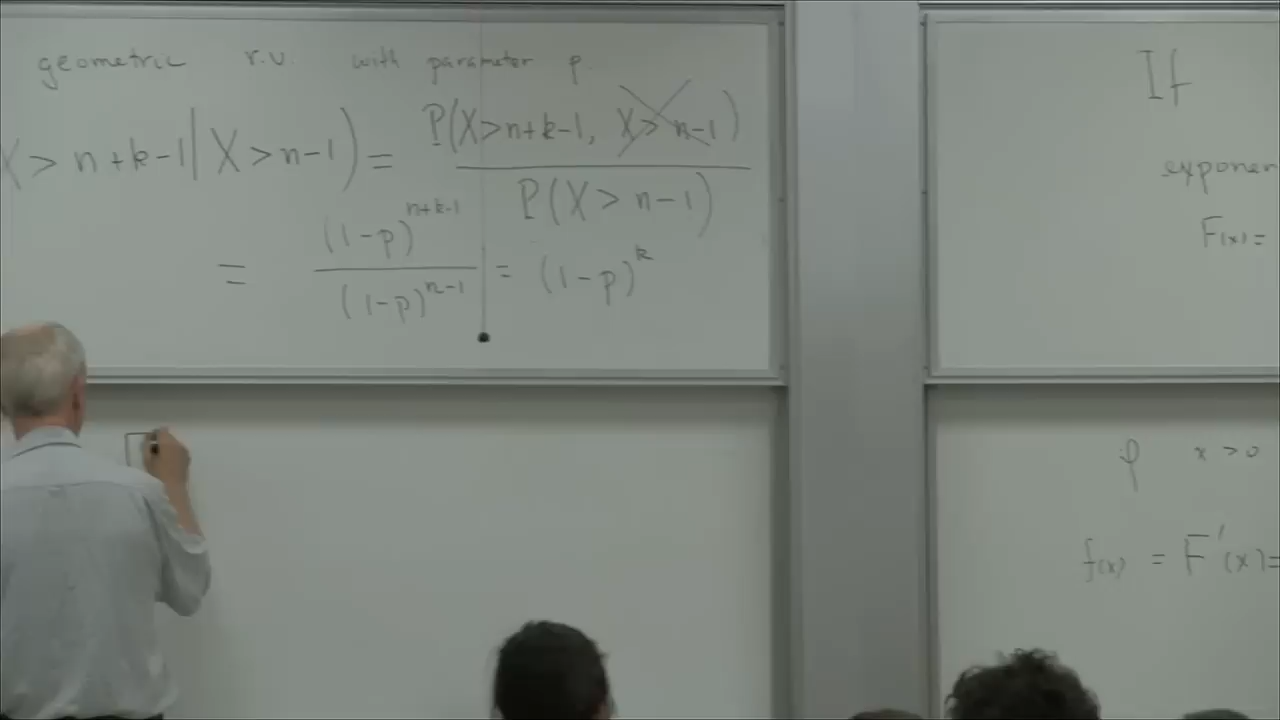 geometric r.v. with parameter p
X > n+k-1 | X > n-1) = P(X>n+k-1, X > n-1) / P(X > n-1)
= (1-p)^{n+k-1} / (1-p)^{n-1} = (1-p)^k
If
exponen
F(x) =
x > 0
f(x) = F'(x) =